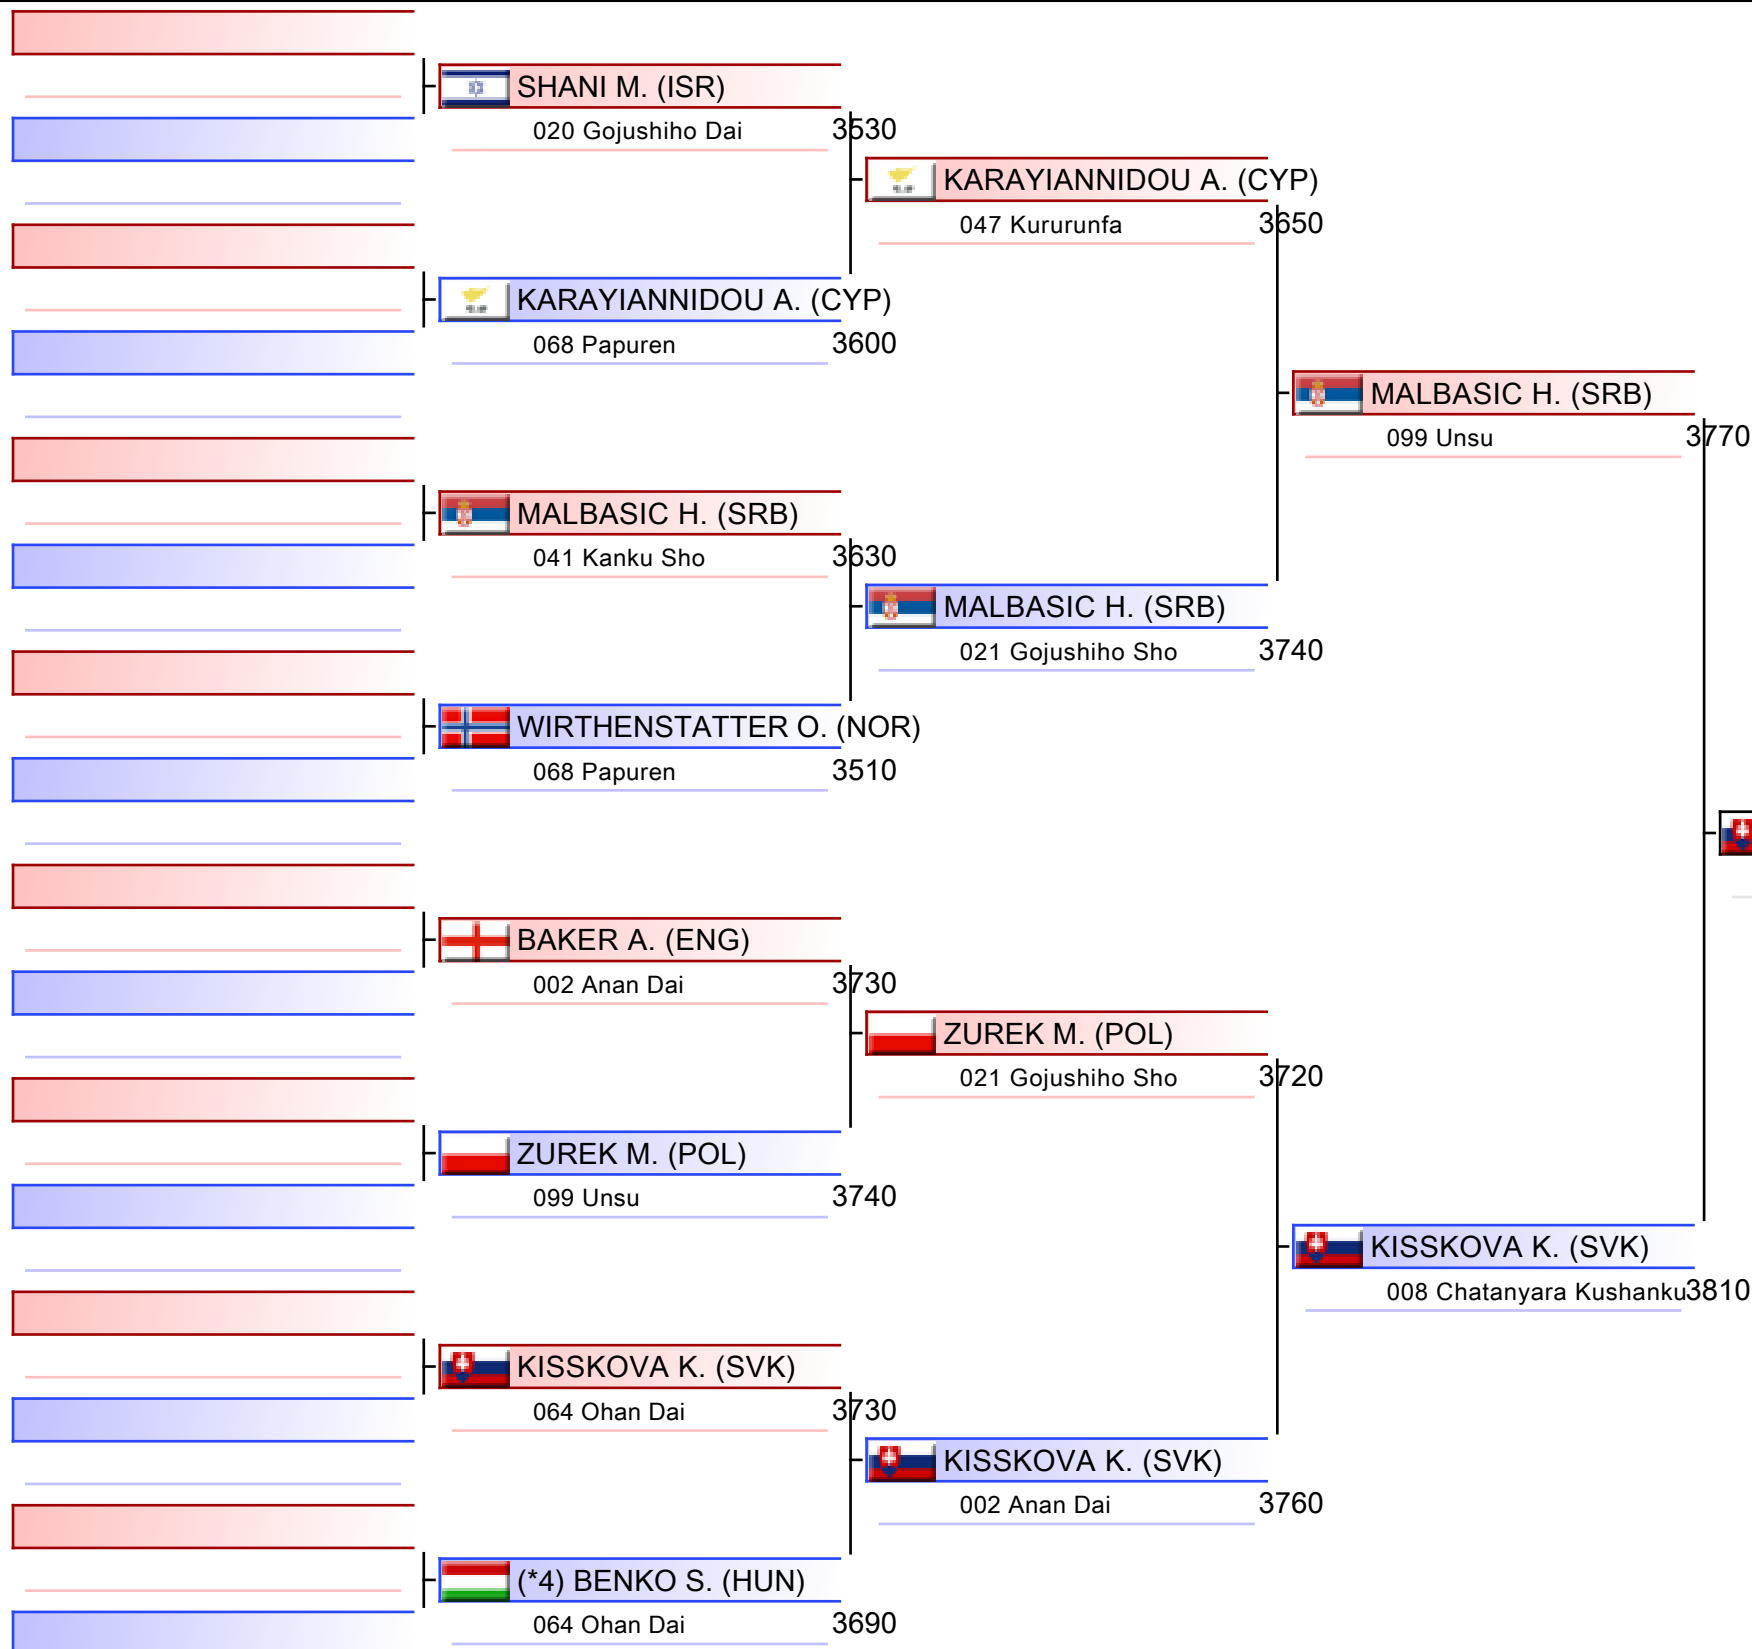 SHANI M. (ISR)
020 Gojushiho Dai 3530
KARAYIANNIDOU A. (CYP)
047 Kururunfa 3650
KARAYIANNIDOU A. (CYP)
068 Papuren 3600
MALBASIC H. (SRB)
099 Unsu 3770
MALBASIC H. (SRB)
041 Kanku Sho 3630
MALBASIC H. (SRB)
021 Gojushiho Sho 3740
WIRTHENSTATTER O. (NOR)
068 Papuren 3510
BAKER A. (ENG)
002 Anan Dai 3730
ZUREK M. (POL)
021 Gojushiho Sho 3720
ZUREK M. (POL)
099 Unsu 3740
KISSKOVA K. (SVK)
008 Chatanyara Kushanku 3810
KISSKOVA K. (SVK)
064 Ohan Dai 3730
KISSKOVA K. (SVK)
002 Anan Dai 3760
(*4) BENKO S. (HUN)
064 Ohan Dai 3690